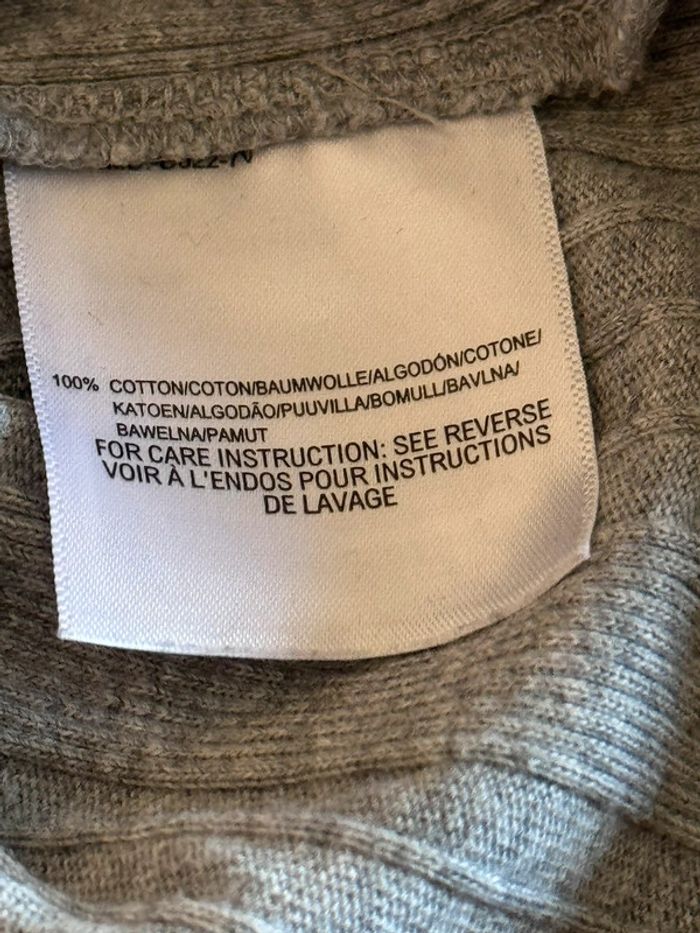 100% COTTON/COTON/BAUMWOLLE/ALGODÓN/COTONE/
KATOEN/ALGODÃO/PUUVILLA/BOMULL/BAVLNA/
BAWELNA/PAMUT
FOR CARE INSTRUCTION: SEE REVERSE
VOIR À L'ENDOS POUR INSTRUCTIONS
DE LAVAGE